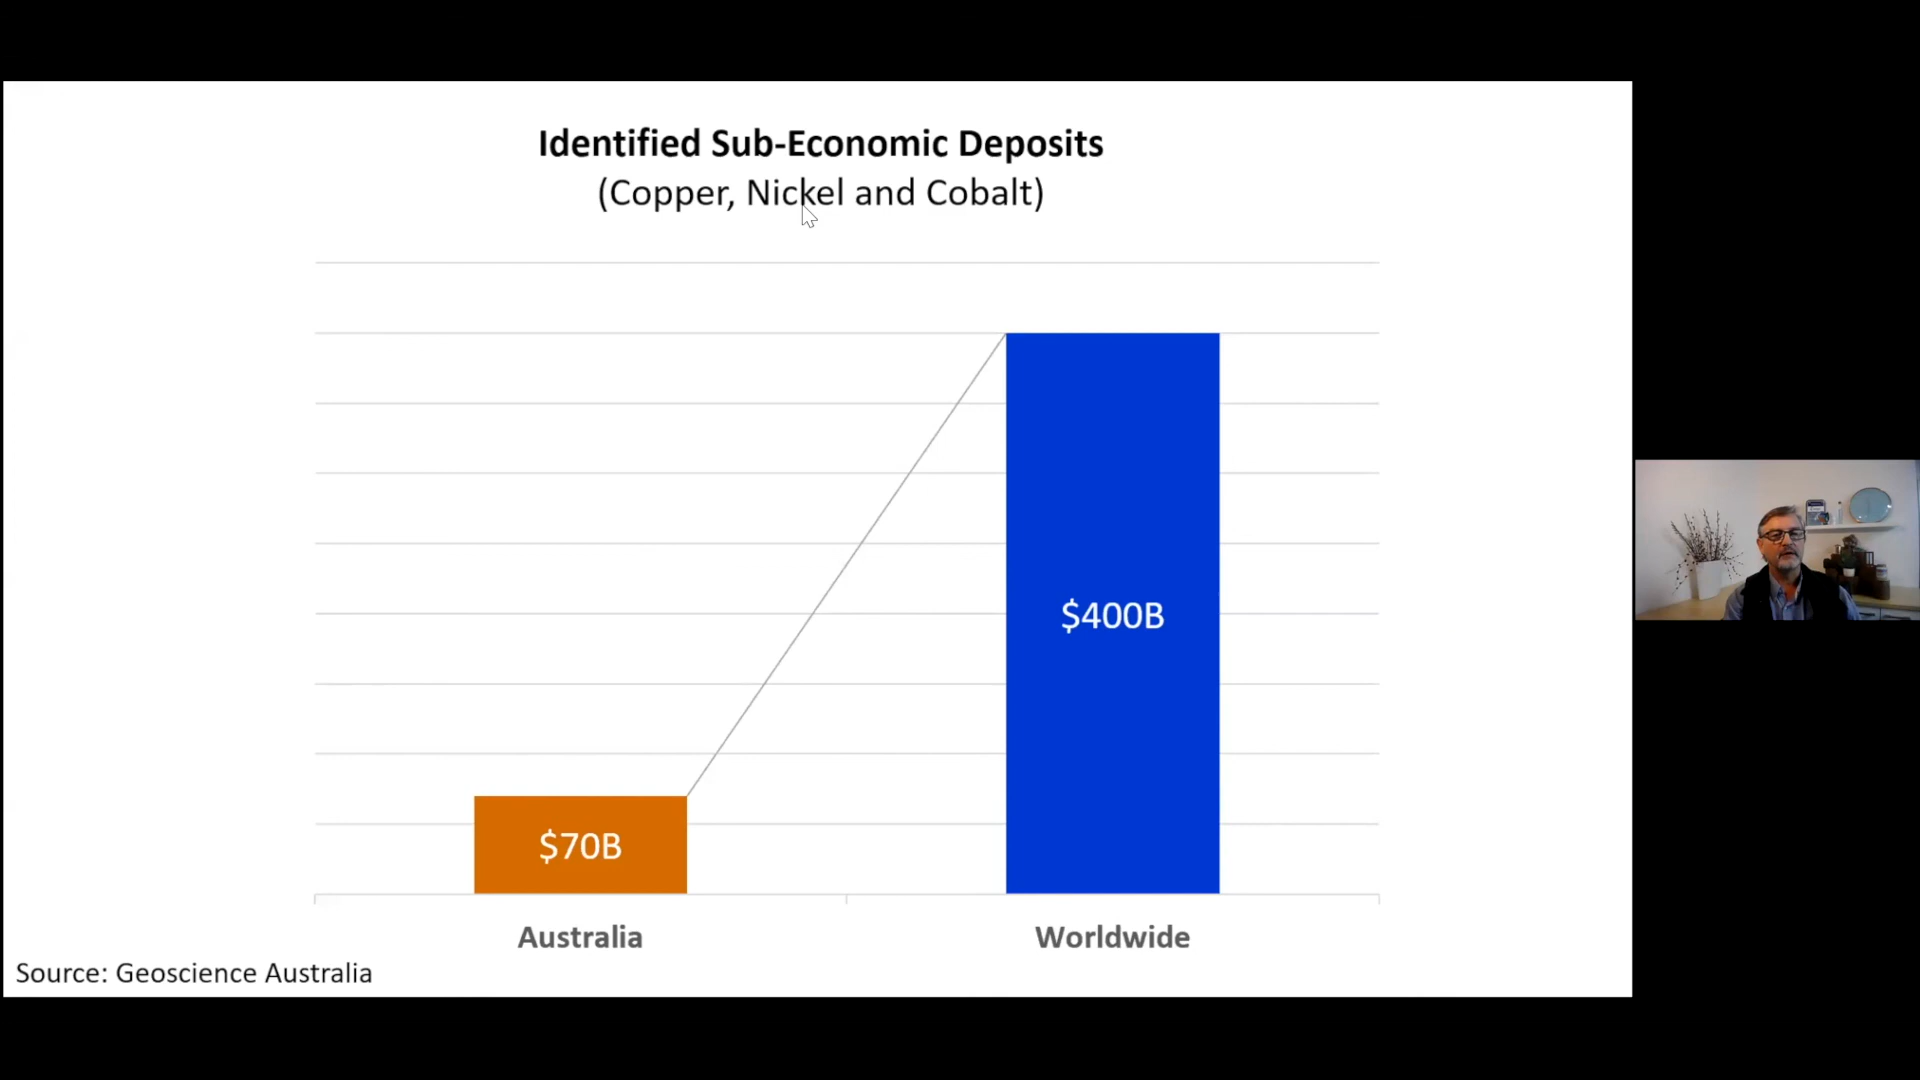 Identified Sub-Economic Deposits
(Copper, Nickel and Cobalt)
$400B
$70B
Australia
Worldwide
Source: Geoscience Australia